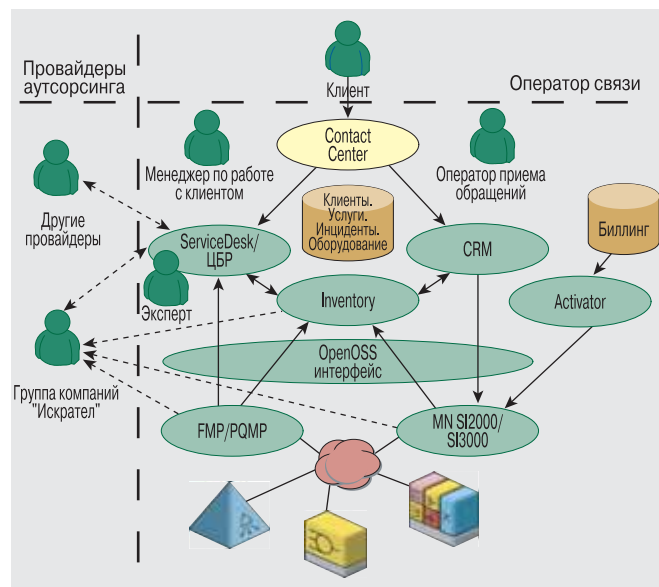 Провайдеры
аутсорсинга
Клиент
Оператор связи
Contact
Center
Менеджер по работе
с клиентом
Оператор приема
обращений
Клиенты.
Услуги.
Инциденты.
Оборудование
Другие
провайдеры
ServiceDesk/
ЦБР
CRM
Биллинг
Эксперт
Inventory
Activator
OpenOSS
интерфейс
Группа компаний
"Искрател"
FMP/PQMP
MN SI2000/
SI3000